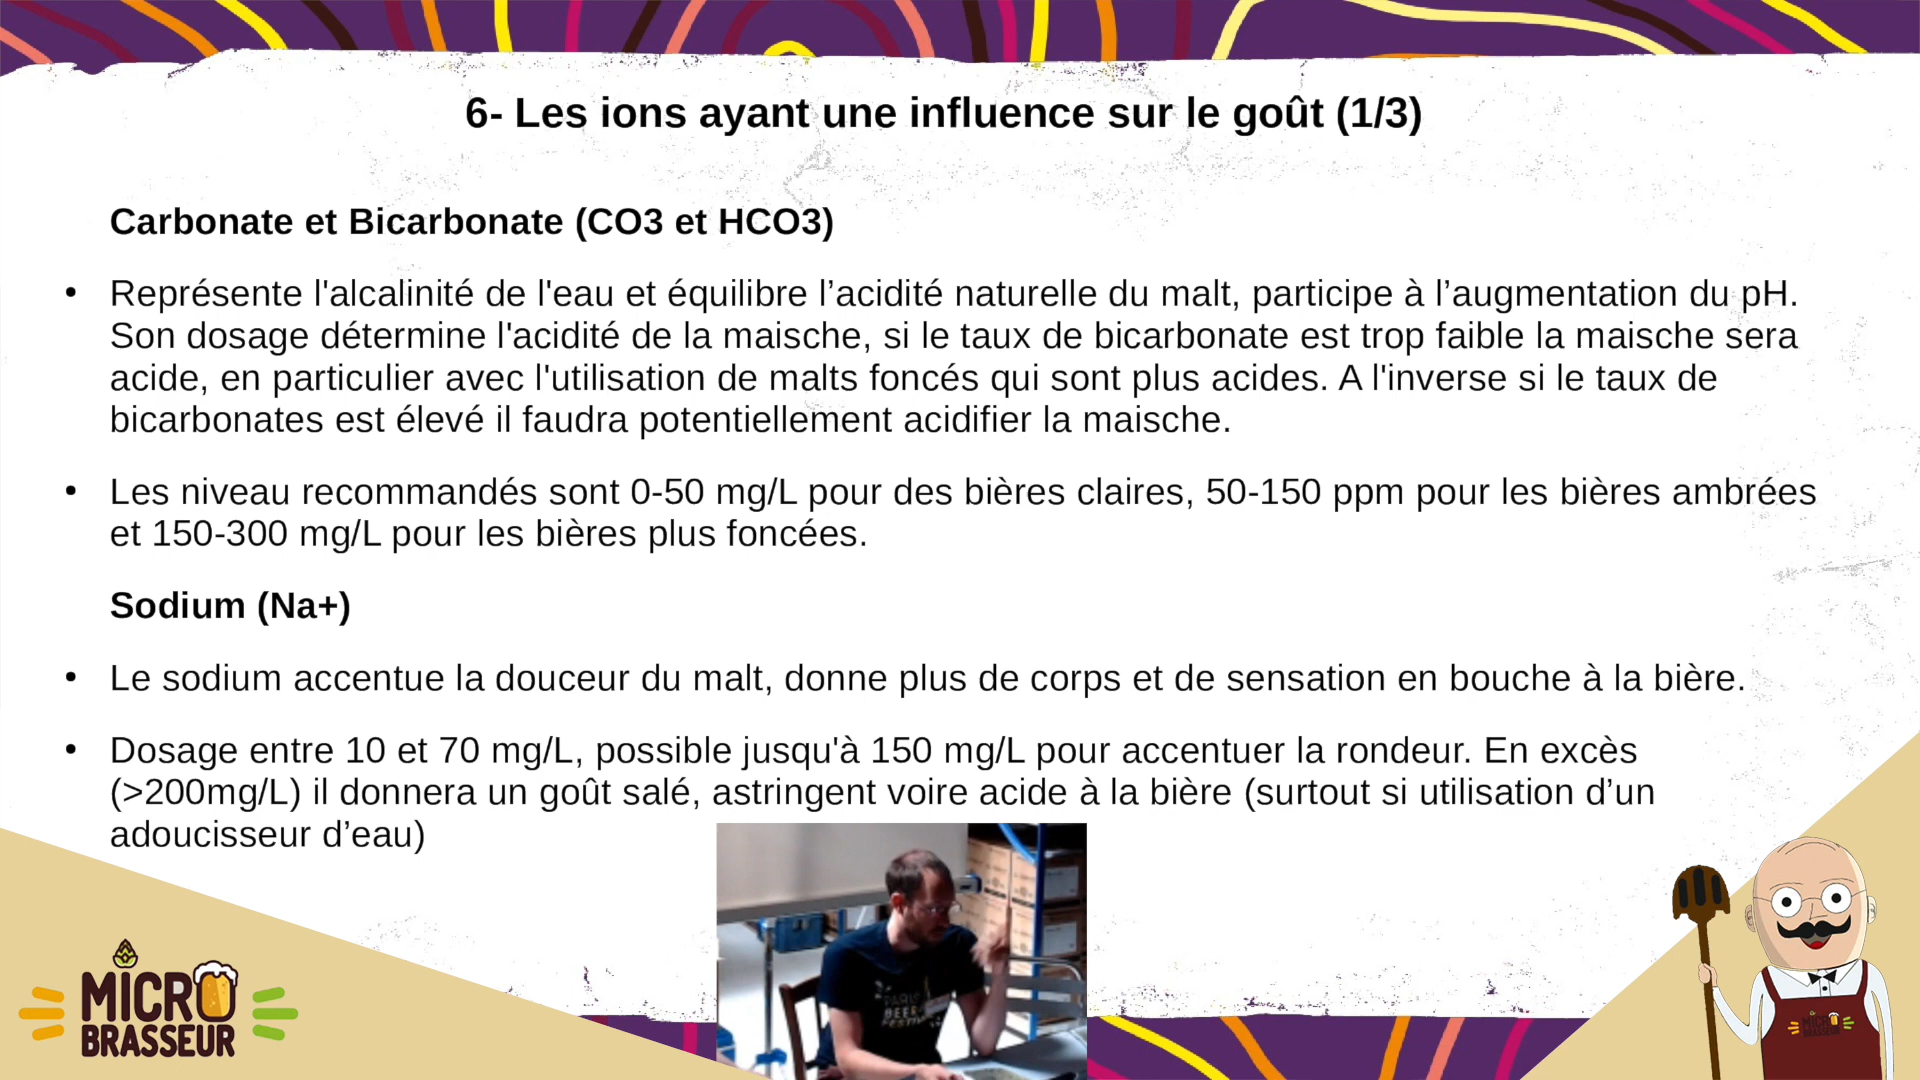 6- Les ions ayant une influence sur le goût (1/3)
Carbonate et Bicarbonate (CO3 et HCO3)
• Représente l'alcalinité de l'eau et équilibre l’acidité naturelle du malt, participe à l’augmentation du pH.
Son dosage détermine l'acidité de la maische, si le taux de bicarbonate est trop faible la maische sera
acide, en particulier avec l'utilisation de malts foncés qui sont plus acides. A l'inverse si le taux de
bicarbonates est élevé il faudra potentiellement acidifier la maische.
• Les niveau recommandés sont 0-50 mg/L pour des bières claires, 50-150 ppm pour les bières ambrées
et 150-300 mg/L pour les bières plus foncées.
Sodium (Na+)
• Le sodium accentue la douceur du malt, donne plus de corps et de sensation en bouche à la bière.
• Dosage entre 10 et 70 mg/L, possible jusqu'à 150 mg/L pour accentuer la rondeur. En excès
(>200mg/L) il donnera un goût salé, astringent voire acide à la bière (surtout si utilisation d’un
adoucisseur d’eau)
MICRO
BRASSEUR
PARIS
BEER
FESTIVAL
MICRO
BRASSEUR